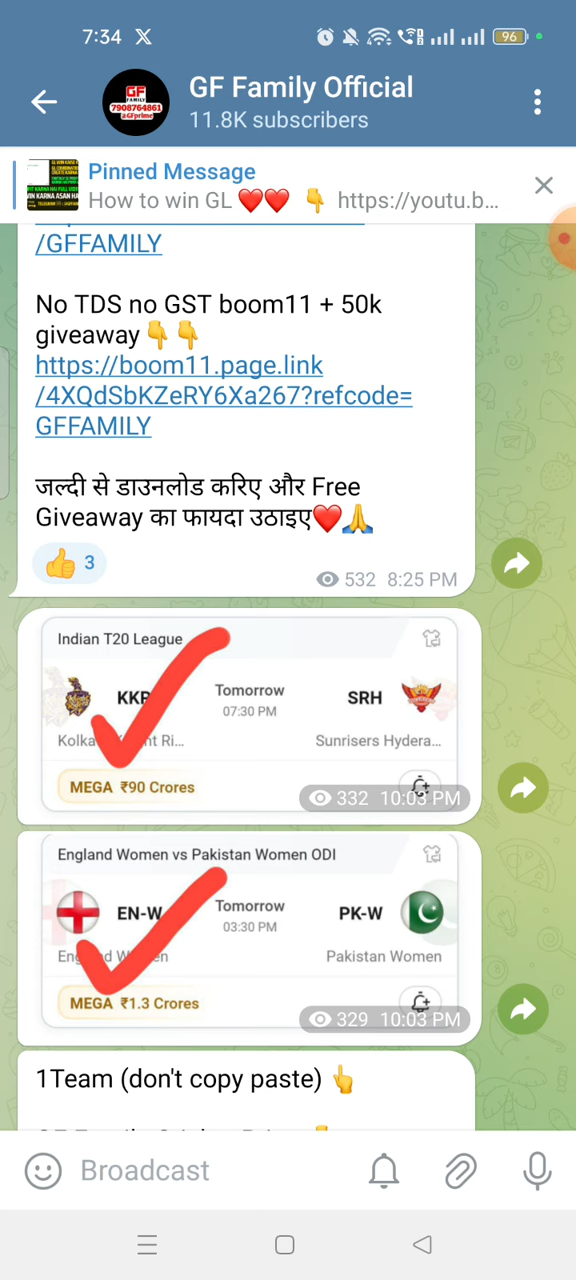 7:34 X
96
GF Family Official
11.8K subscribers
GF
FAMILY
7908764861
@GFprime
Pinned Message
How to win GL ❤️❤️ 👇 https://youtu.b...
/GFFAMILY
No TDS no GST boom11 + 50k
giveaway👇👇
https://boom11.page.link
/4XQdSbKZeRY6Xa267?refcode=
GFFAMILY
जल्दी से डाउनलोड करिए और Free
Giveaway का फायदा उठाइए❤️🙏
👍 3
532 8:25 PM
Indian T20 League
Tomorrow
SRH
07:30 PM
Sunrisers Hydera...
MEGA ₹90 Crores
332 10:03 PM
England Women vs Pakistan Women ODI
EN-W
Tomorrow
PK-W
03:30 PM
Pakistan Women
MEGA ₹1.3 Crores
329 10:03 PM
1Team (don't copy paste) 👆
Broadcast